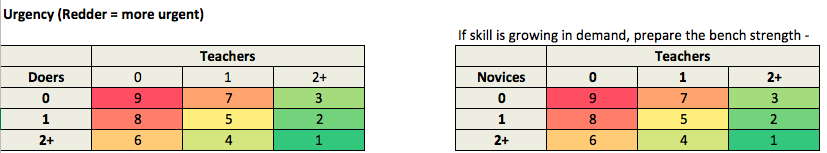 Urgency (Redder = more urgent)
If skill is growing in demand, prepare the bench strength -
Teachers
Doers 0 1 2+
0 9 7 3
1 8 5 2
2+ 6 4 1
Teachers
Novices 0 1 2+
0 9 7 3
1 8 5 2
2+ 6 4 1